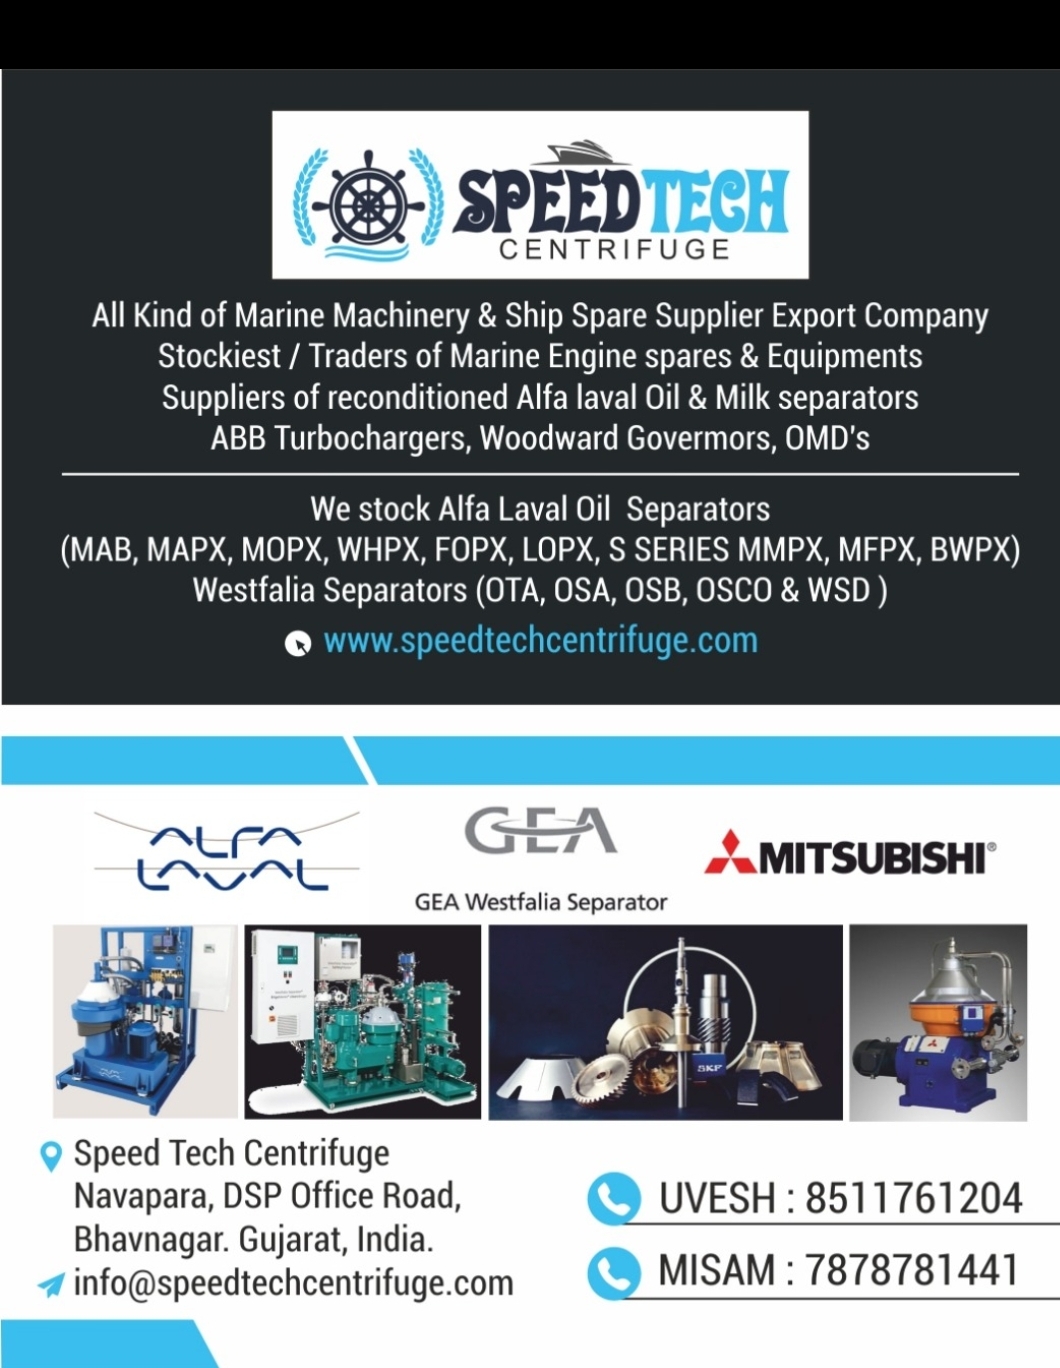 SPEEDTECH
CENTRIFUGE
All Kind of Marine Machinery & Ship Spare Supplier Export Company
Stockiest / Traders of Marine Engine spares & Equipments
Suppliers of reconditioned Alfa laval Oil & Milk separators
ABB Turbochargers, Woodward Govermors, OMD's
We stock Alfa Laval Oil  Separators
(MAB, MAPX, MOPX, WHPX, FOPX, LOPX, S SERIES MMPX, MFPX, BWPX)
Westfalia Separators (OTA, OSA, OSB, OSCO & WSD )
www.speedtechcentrifuge.com
ALFA
LAVAL
GEA
GEA Westfalia Separator
MITSUBISHI®
SKF
Speed Tech Centrifuge
Navapara, DSP Office Road,
Bhavnagar. Gujarat, India.
info@speedtechcentrifuge.com
UVESH : 8511761204
MISAM : 7878781441